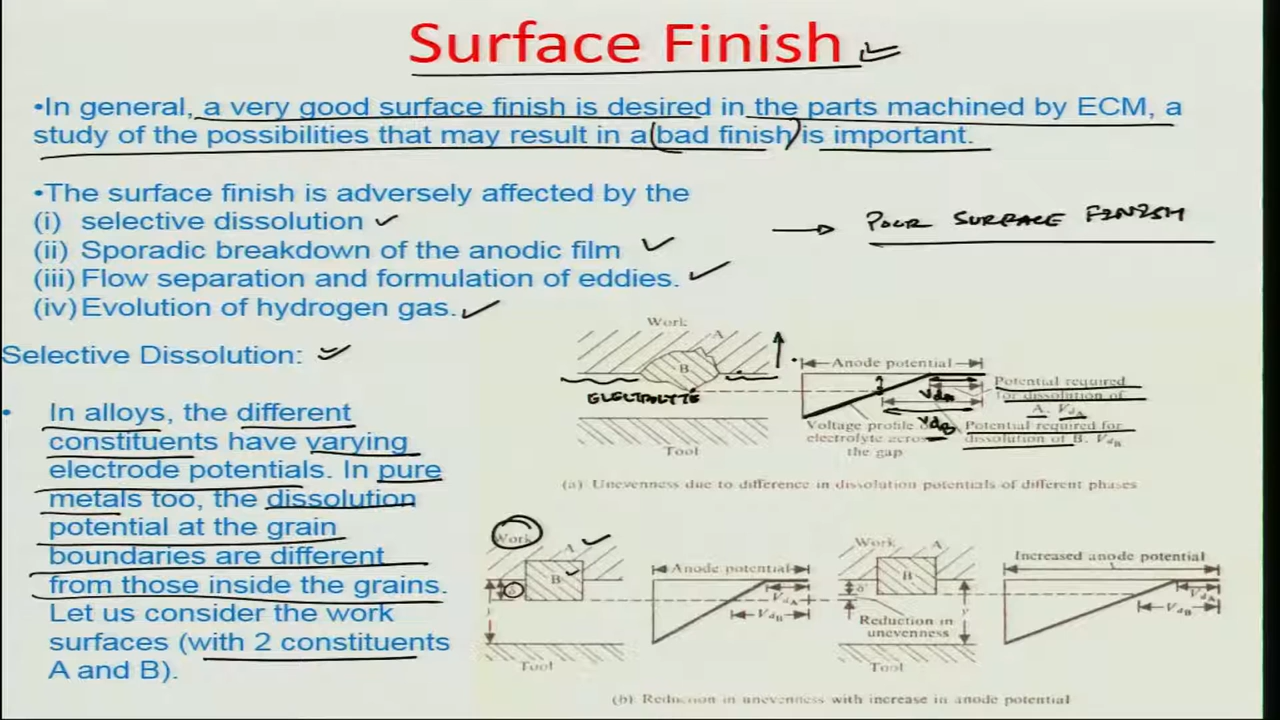 Surface Finish
•In general, a very good surface finish is desired in the parts machined by ECM, a
study of the possibilities that may result in a bad finish is important.
•The surface finish is adversely affected by the
(i) selective dissolution
(ii) Sporadic breakdown of the anodic film
(iii) Flow separation and formulation of eddies.
(iv) Evolution of hydrogen gas.
→ POOR SURFACE FINISH
Selective Dissolution:
• In alloys, the different
constituents have varying
electrode potentials. In pure
metals too, the dissolution
potential at the grain
boundaries are different
from those inside the grains.
Let us consider the work
surfaces (with 2 constituents
A and B).
Work
A
B
ELECTROLYTE
Tool
Anode potential
Potential required
for dissolution of
A. VdA
VdA
VdB
Potential required for
dissolution of B. VdB
Voltage profile
electrolyte across
the gap
(a) Unevenness due to difference in dissolution potentials of different phases
Work
A
B
Tool
Anode potential
VdA
VdB
Work
A
B
δ'
y
Reduction in
unevenness
Tool
Increased anode potential
VdA
VdB
(b) Reduction in unevenness with increase in anode potential